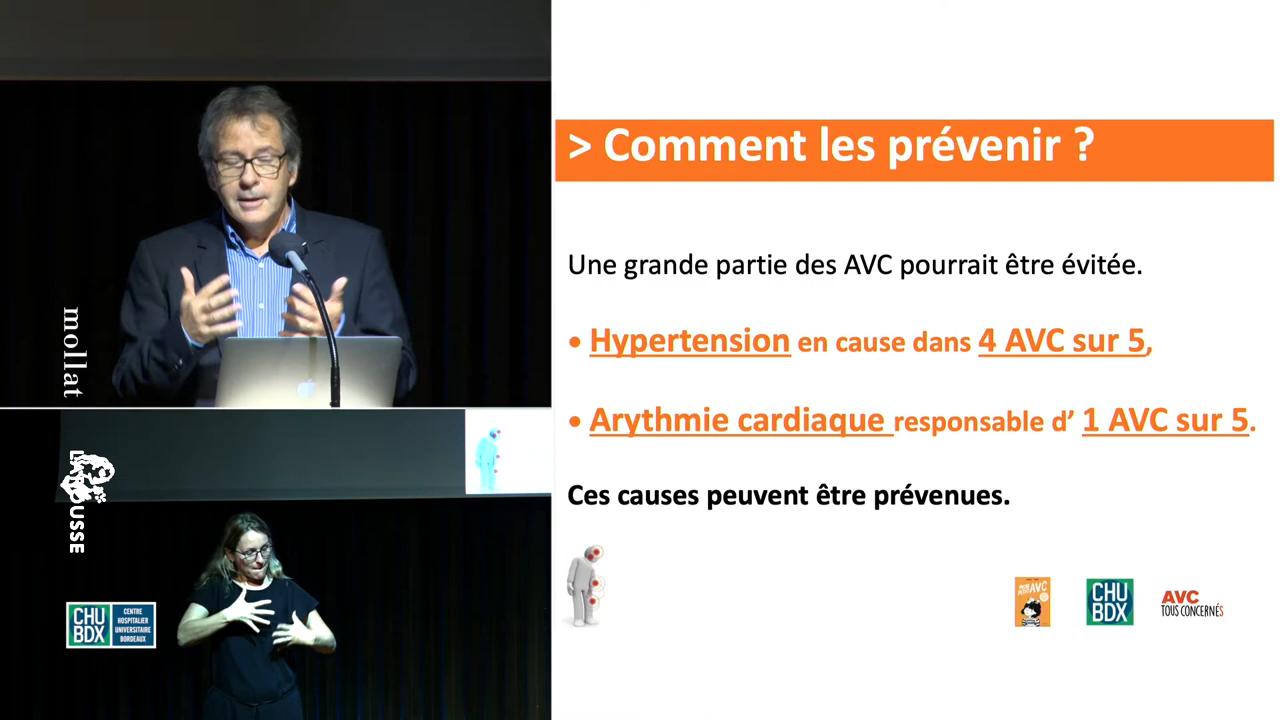 mollat
LAROUSSE
CHU
BDX
CENTRE
HOSPITALIER
UNIVERSITAIRE
BORDEAUX
> Comment les prévenir ?
Une grande partie des AVC pourrait être évitée.
• Hypertension en cause dans 4 AVC sur 5,
• Arythmie cardiaque responsable d’ 1 AVC sur 5.
Ces causes peuvent être prévenues.
AVC
CHU
BDX
AVC
TOUS CONCERNÉS